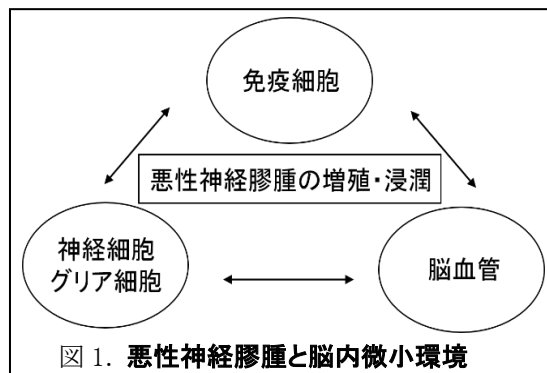 免疫細胞
悪性神経膠腫の増殖・浸潤
神経細胞
グリア細胞
脳血管
図 1. 悪性神経膠腫と脳内微小環境